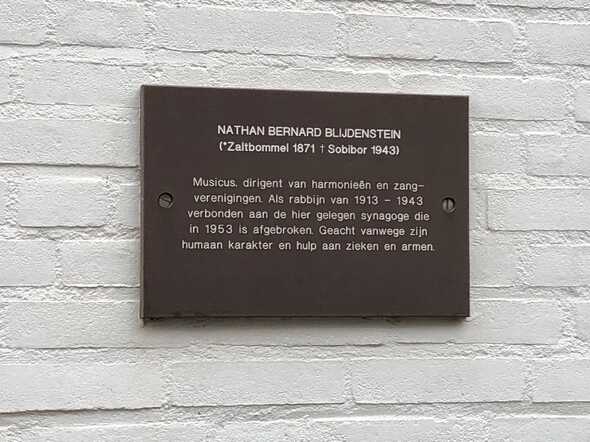 NATHAN BERNARD BLIJDENSTEIN
(*Zaltbommel 1871 † Sobibor 1943)
Musicus, dirigent van harmonieën en zang-
verenigingen. Als rabbijn van 1913 - 1943
verbonden aan de hier gelegen synagoge die
in 1953 is afgebroken. Geacht vanwege zijn
humaan karakter en hulp aan zieken en armen.